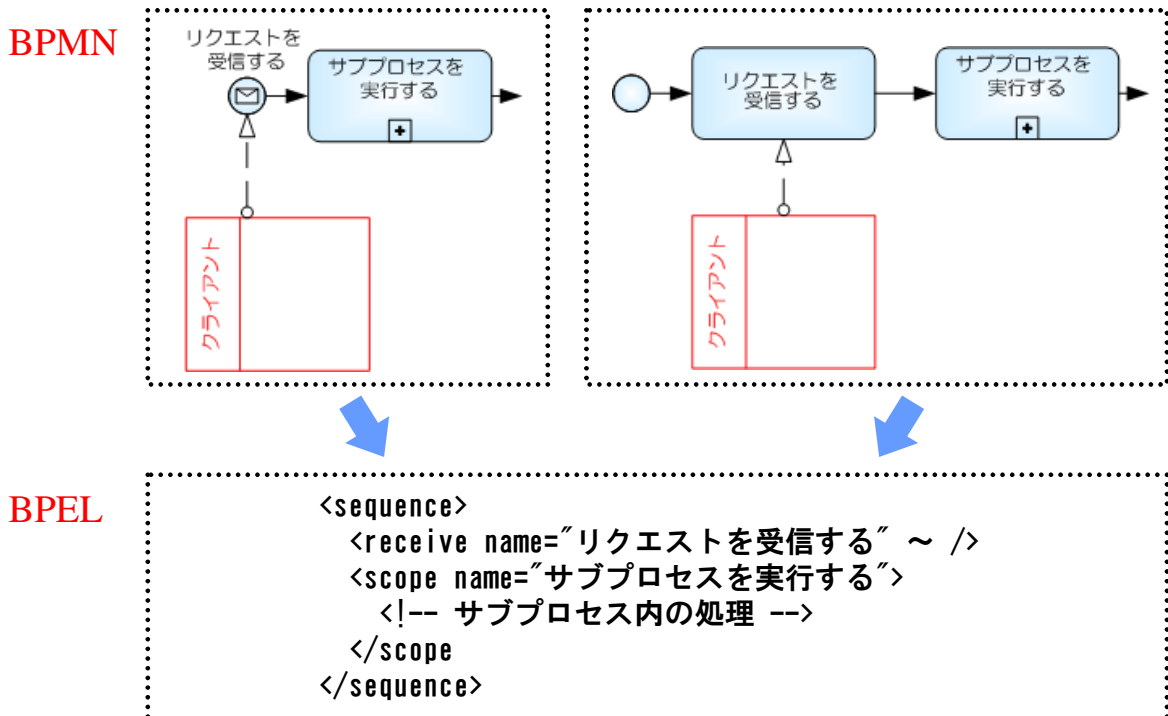 BPMN
リクエストを
受信する
サブプロセスを
実行する
クライアント
リクエストを
受信する
サブプロセスを
実行する
クライアント
BPEL
<sequence>
<receive name="リクエストを受信する" ～ />
<scope name="サブプロセスを実行する">
<!-- サブプロセス内の処理 -->
</scope
</sequence>